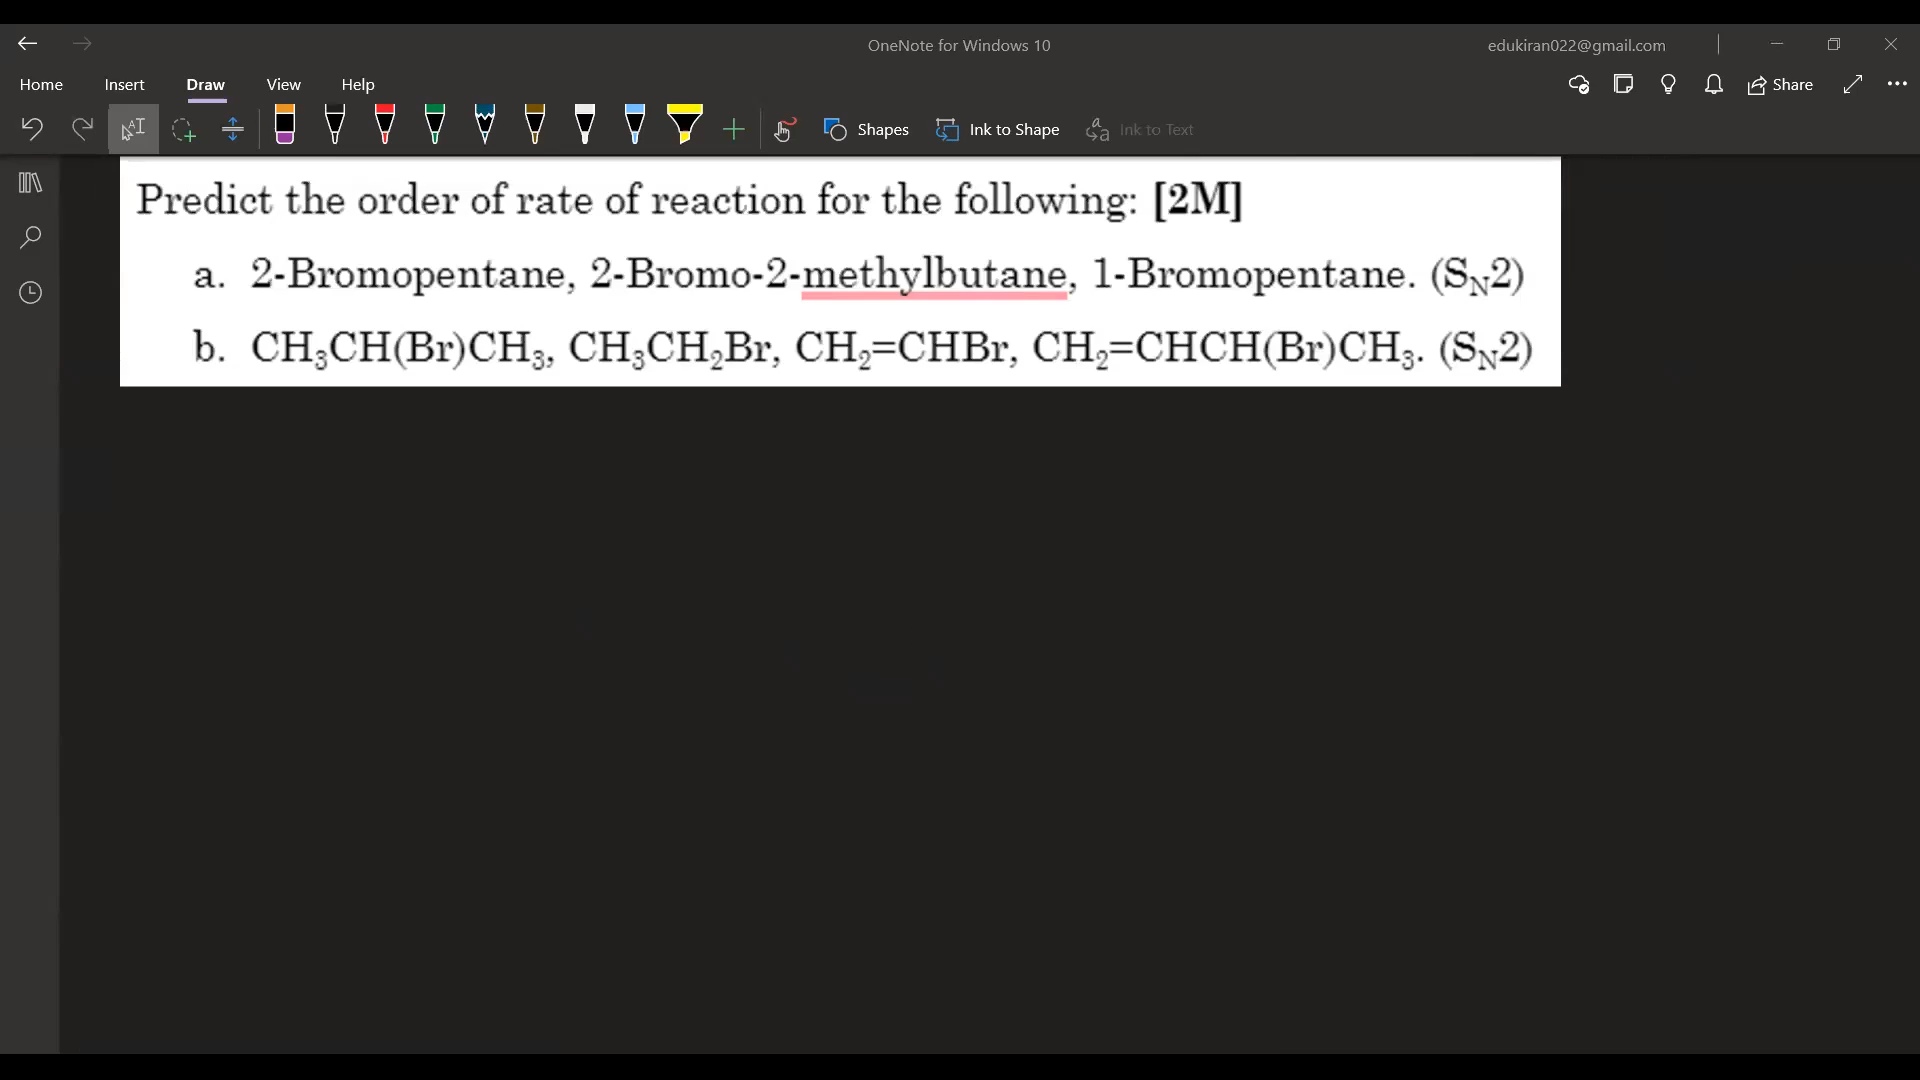 OneNote for Windows 10
edukiran022@gmail.com
Home Insert Draw View Help
Share
Shapes Ink to Shape Ink to Text
Predict the order of rate of reaction for the following: [2M]
a. 2-Bromopentane, 2-Bromo-2-methylbutane, 1-Bromopentane. (S_N2)
b. CH₃CH(Br)CH₃, CH₃CH₂Br, CH₂=CHBr, CH₂=CHCH(Br)CH₃. (S_N2)